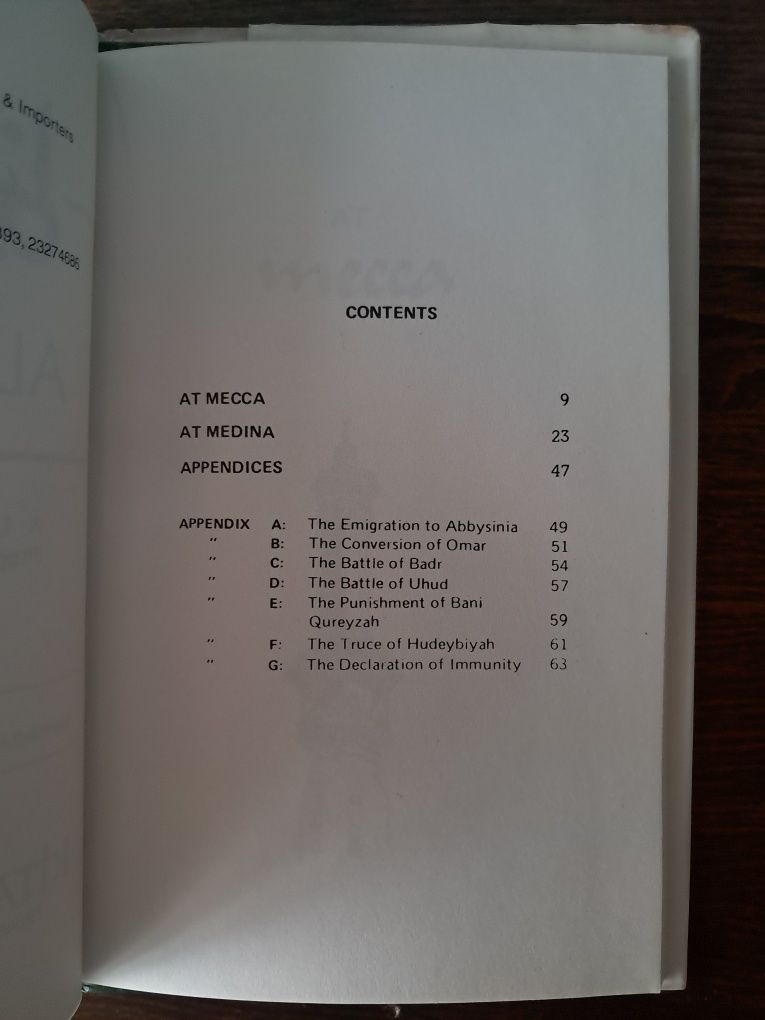 & Importers
393, 23274686
CONTENTS
AT MECCA 9
AT MEDINA 23
APPENDICES 47
APPENDIX A: The Emigration to Abbysinia 49
" B: The Conversion of Omar 51
" C: The Battle of Badr 54
" D: The Battle of Uhud 57
" E: The Punishment of Bani
Qureyzah 59
" F: The Truce of Hudeybiyah 61
" G: The Declaration of Immunity 63